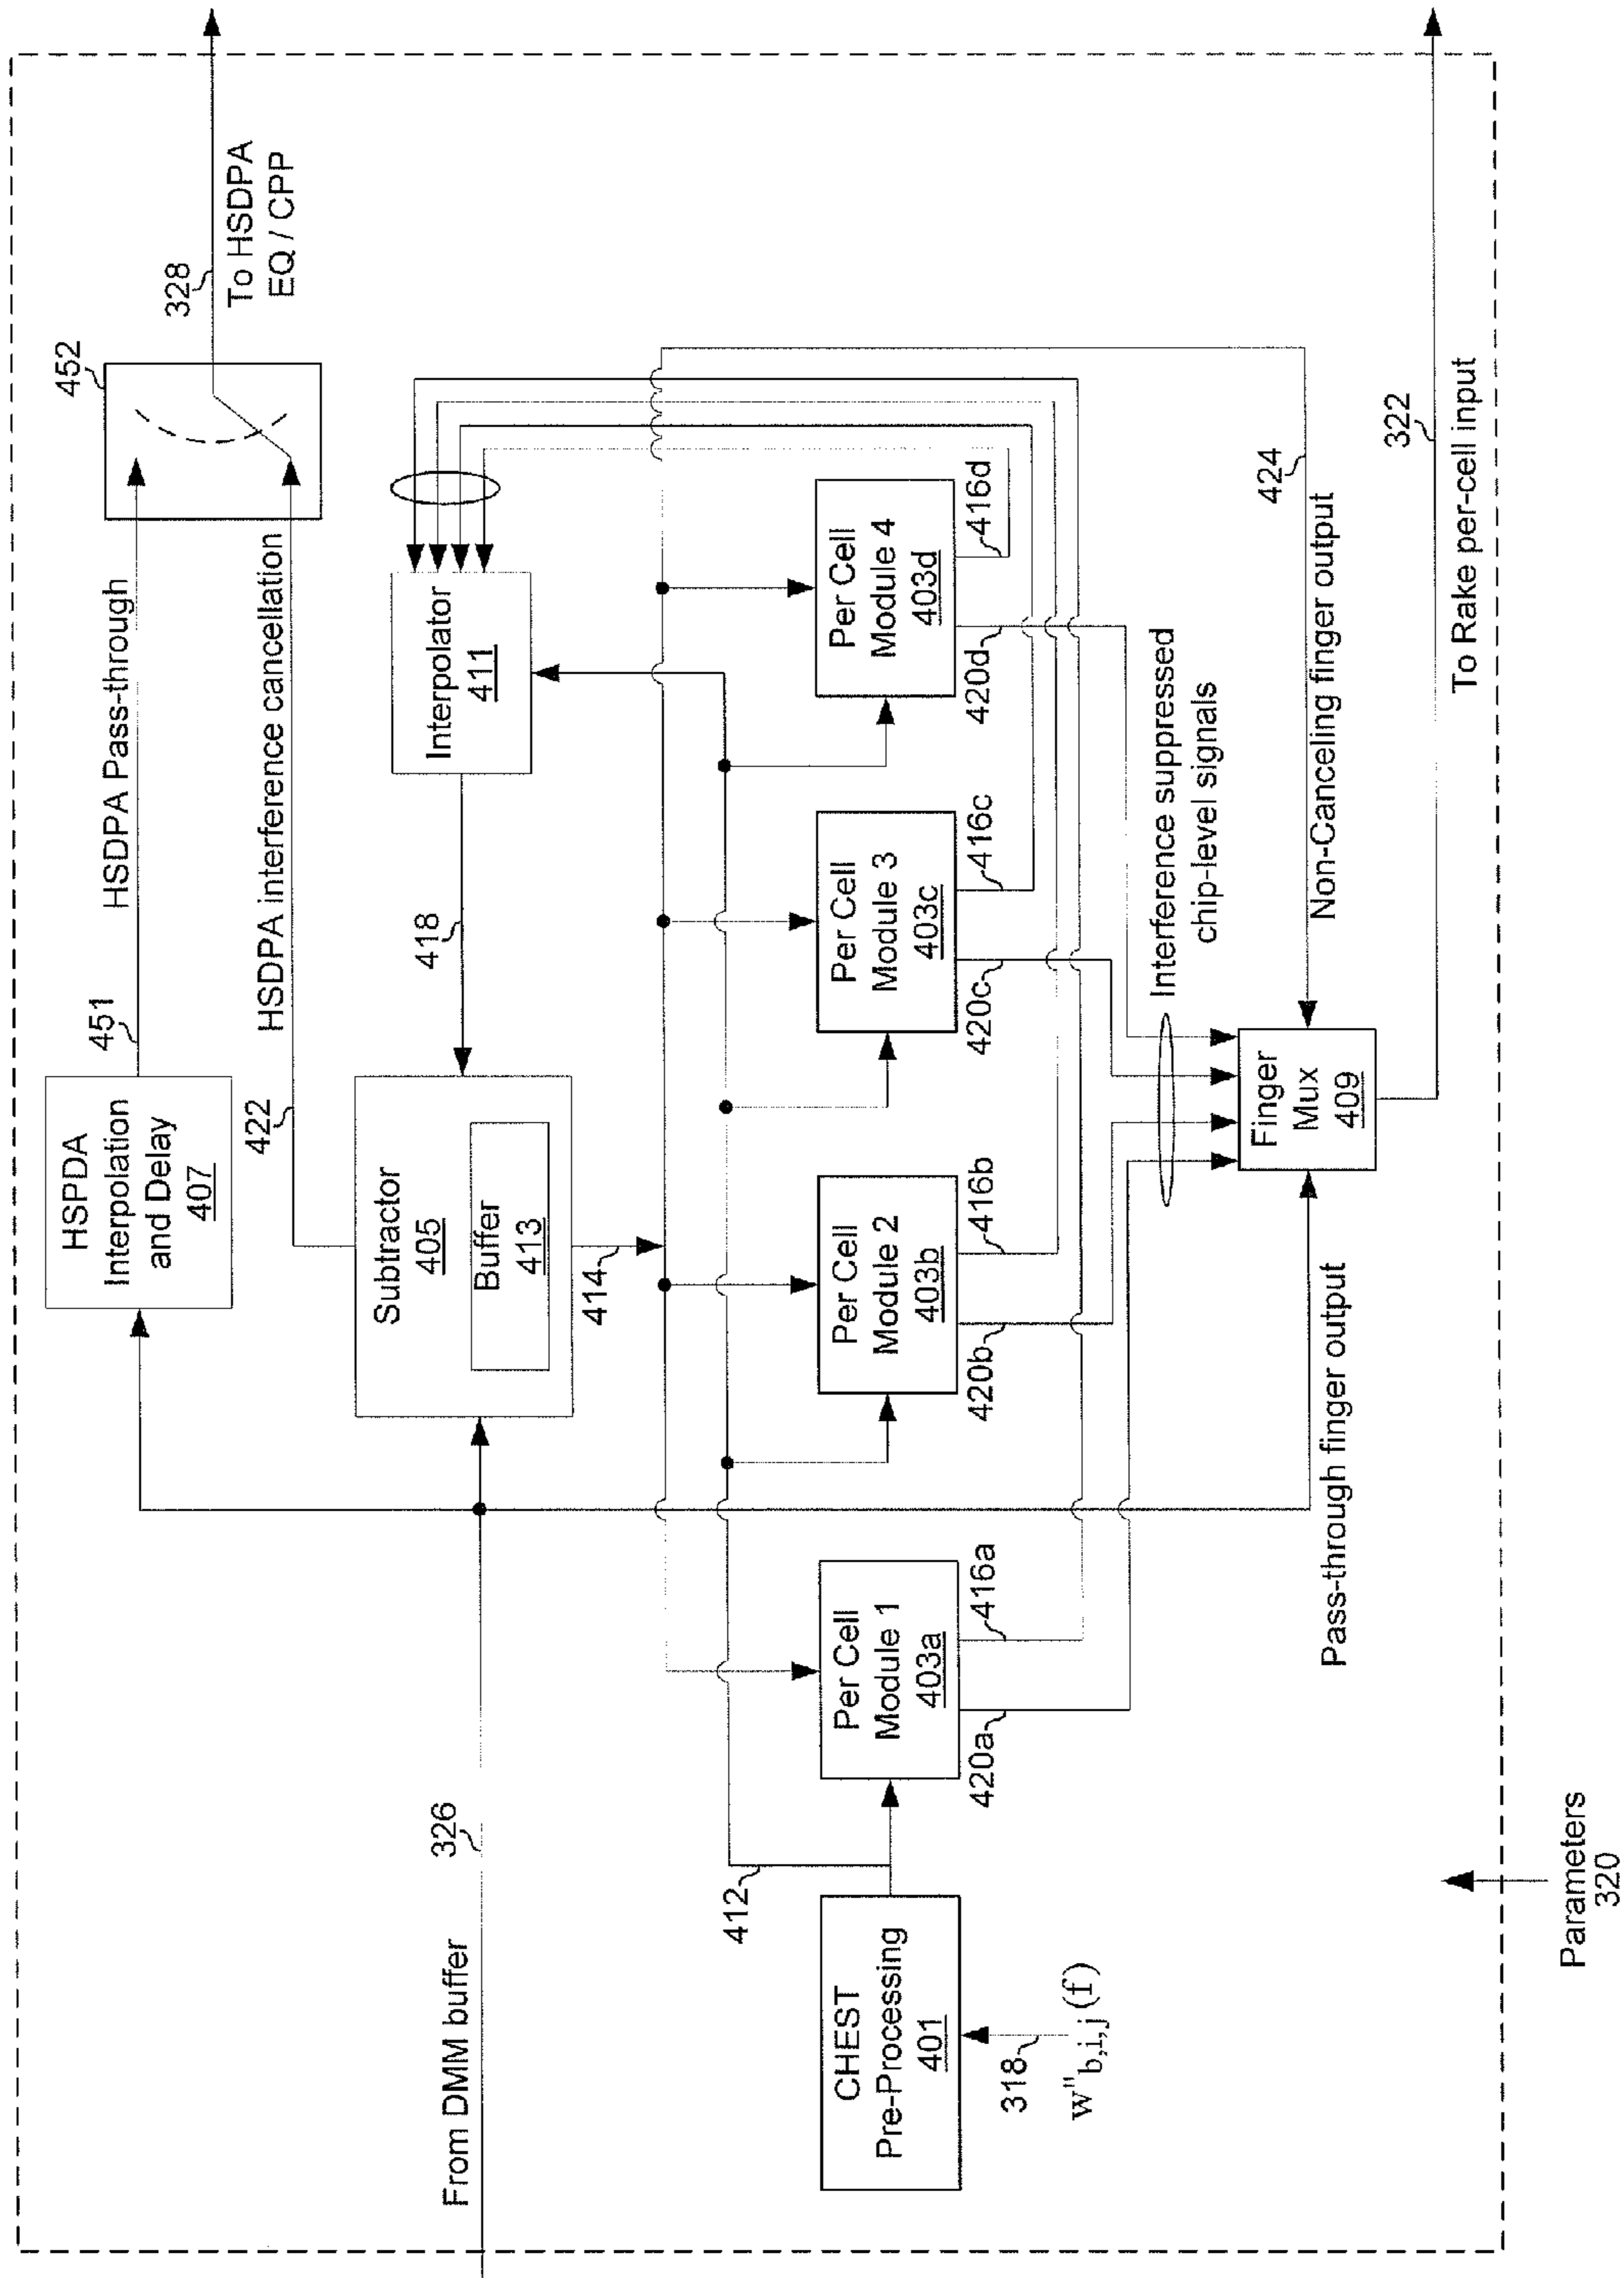 From DMM buffer
326
HSPDA
Interpolation
and Delay
407
451
HSDPA Pass-through
452
328
To HSDPA
EQ / CPP
422
HSDPA interference cancellation
Subtractor
405
Buffer
413
414
418
Interpolator
411
412
CHEST
Pre-Processing
401
318
w"b,i,j(f)
Per Cell
Module 1
403a
420a
416a
Per Cell
Module 2
403b
420b
416b
Per Cell
Module 3
403c
420c
416c
Per Cell
Module 4
403d
420d
416d
Interference suppressed
chip-level signals
Pass-through finger output
Finger
Mux
409
Non-Canceling finger output
424
322
To Rake per-cell input
Parameters
320